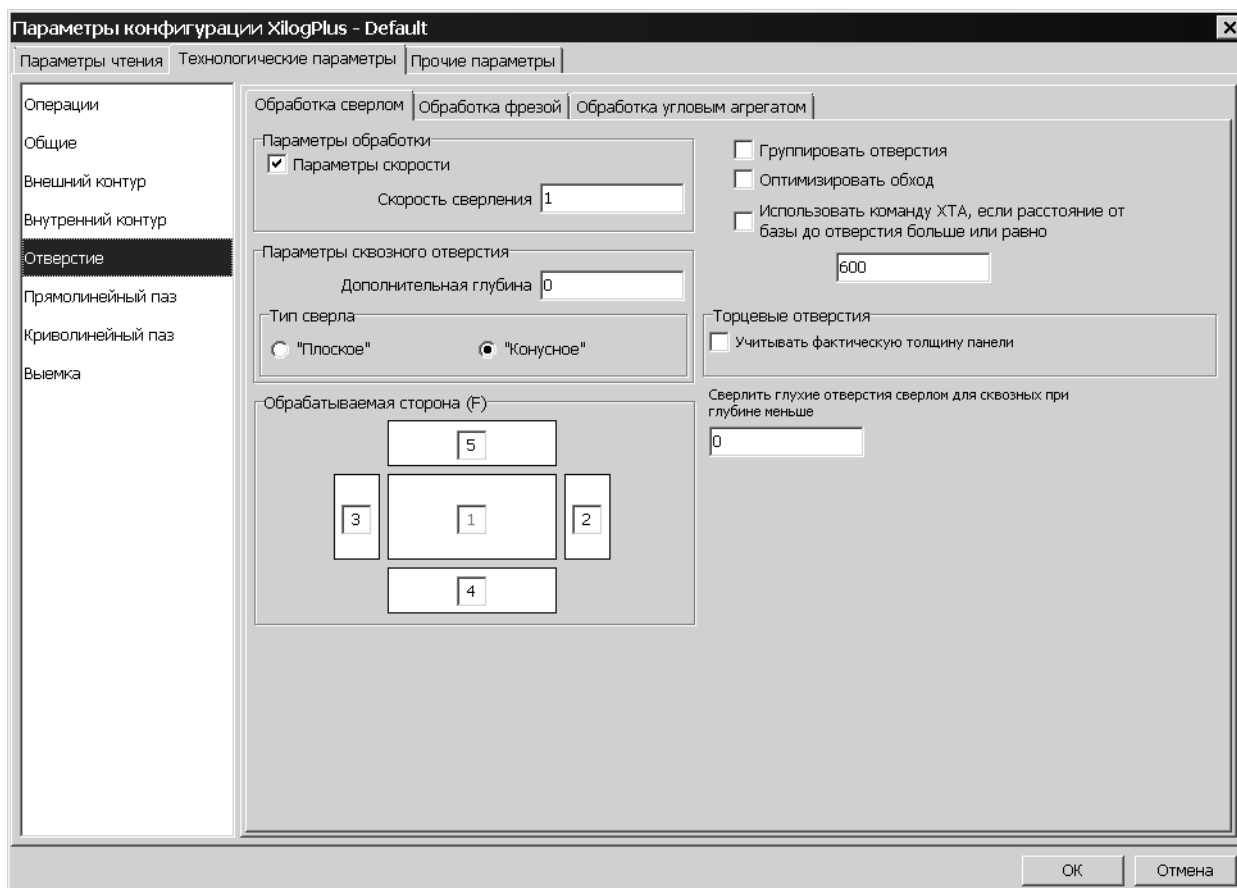 Параметры конфигурации XilogPlus - Default
Параметры чтения
Технологические параметры
Прочие параметры
Операции
Общие
Внешний контур
Внутренний контур
Отверстие
Прямолинейный паз
Криволинейный паз
Выемка
Обработка сверлом
Обработка фрезой
Обработка угловым агрегатом
Параметры обработки
Параметры скорости
Скорость сверления
1
Параметры сквозного отверстия
Дополнительная глубина
0
Тип сверла
"Плоское"
"Конусное"
Обрабатываемая сторона (F)
5
3
1
2
4
Группировать отверстия
Оптимизировать обход
Использовать команду XTA, если расстояние от
базы до отверстия больше или равно
600
Торцевые отверстия
Учитывать фактическую толщину панели
Сверлить глухие отверстия сверлом для сквозных при
глубине меньше
0
ОК
Отмена